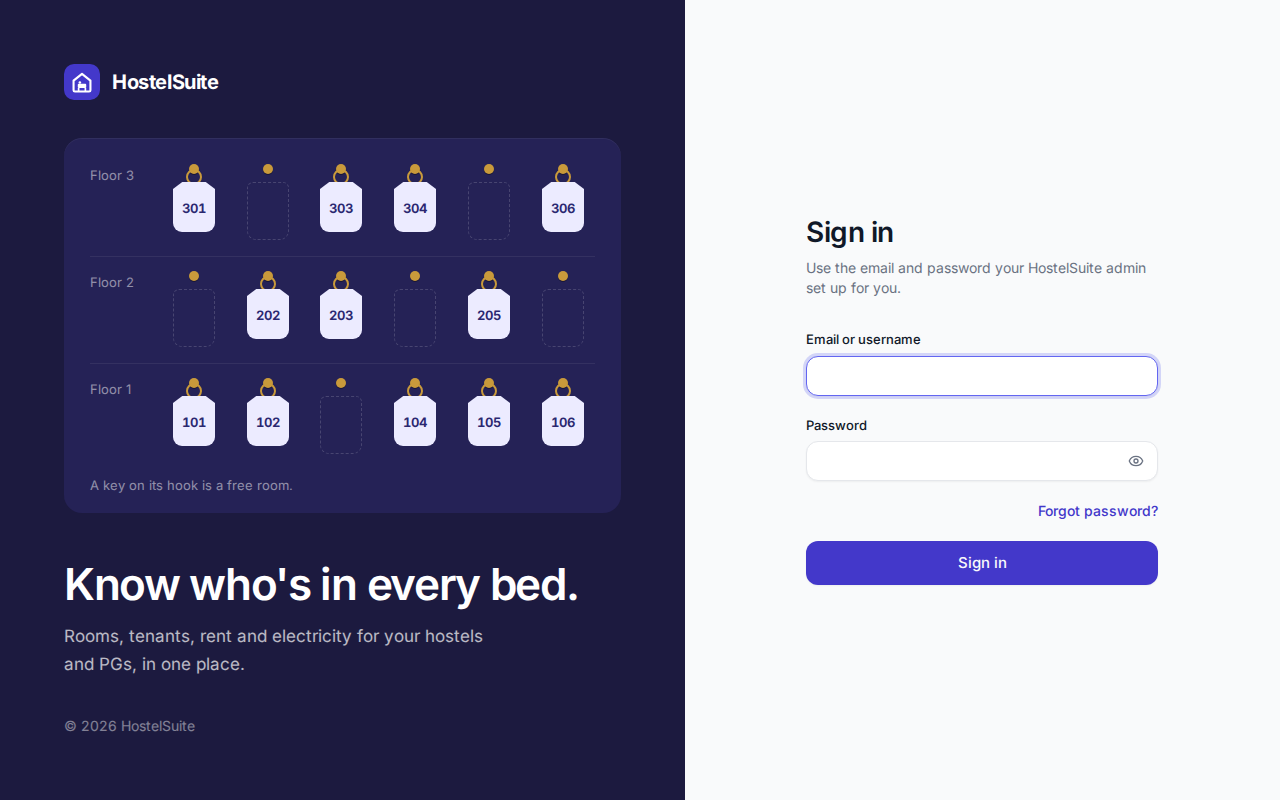 HostelSuite
Floor 3
301
303
304
306
Floor 2
202
203
205
Floor 1
101
102
104
105
106
A key on its hook is a free room.
Know who's in every bed.
Rooms, tenants, rent and electricity for your hostels
and PGs, in one place.
© 2026 HostelSuite
Sign in
Use the email and password your HostelSuite admin
set up for you.
Email or username
Password
Forgot password?
Sign in